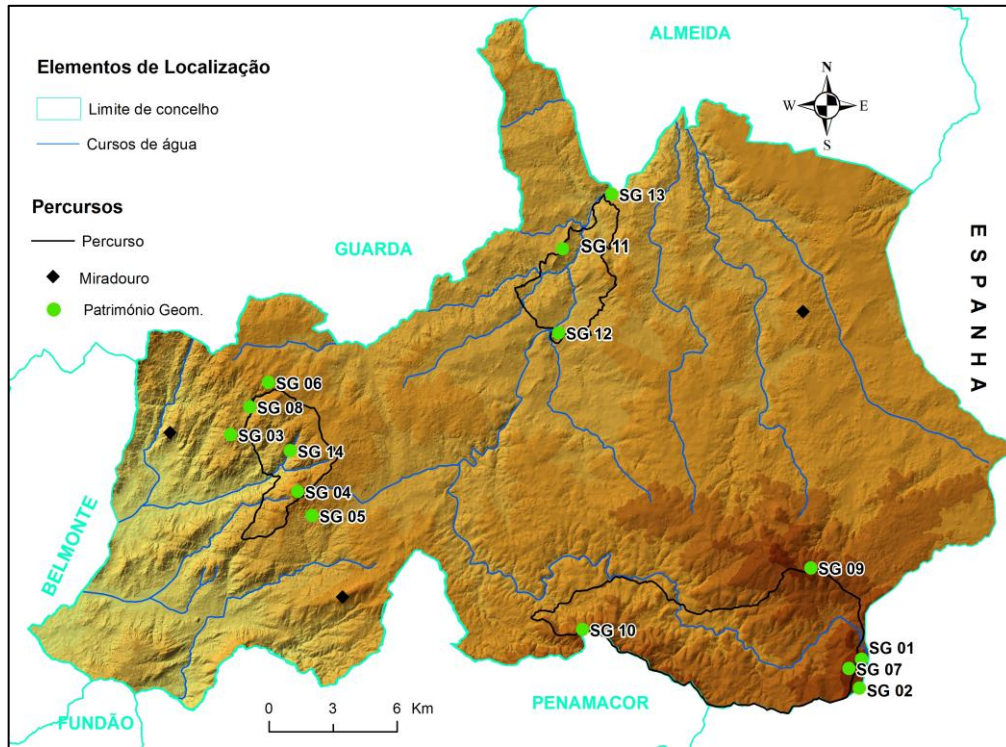 ALMEIDA
Elementos de Localização
Limite de concelho
Cursos de água
N
W
E
S
Percursos
Percurso
Miradouro
Património Geom.
GUARDA
ESPANHA
SG 13
SG 11
SG 12
SG 06
SG 08
SG 03
SG 14
SG 04
SG 05
BELMONTE
SG 09
SG 10
SG 01
SG 07
SG 02
PENAMACOR
FUNDÃO
0 3 6 Km